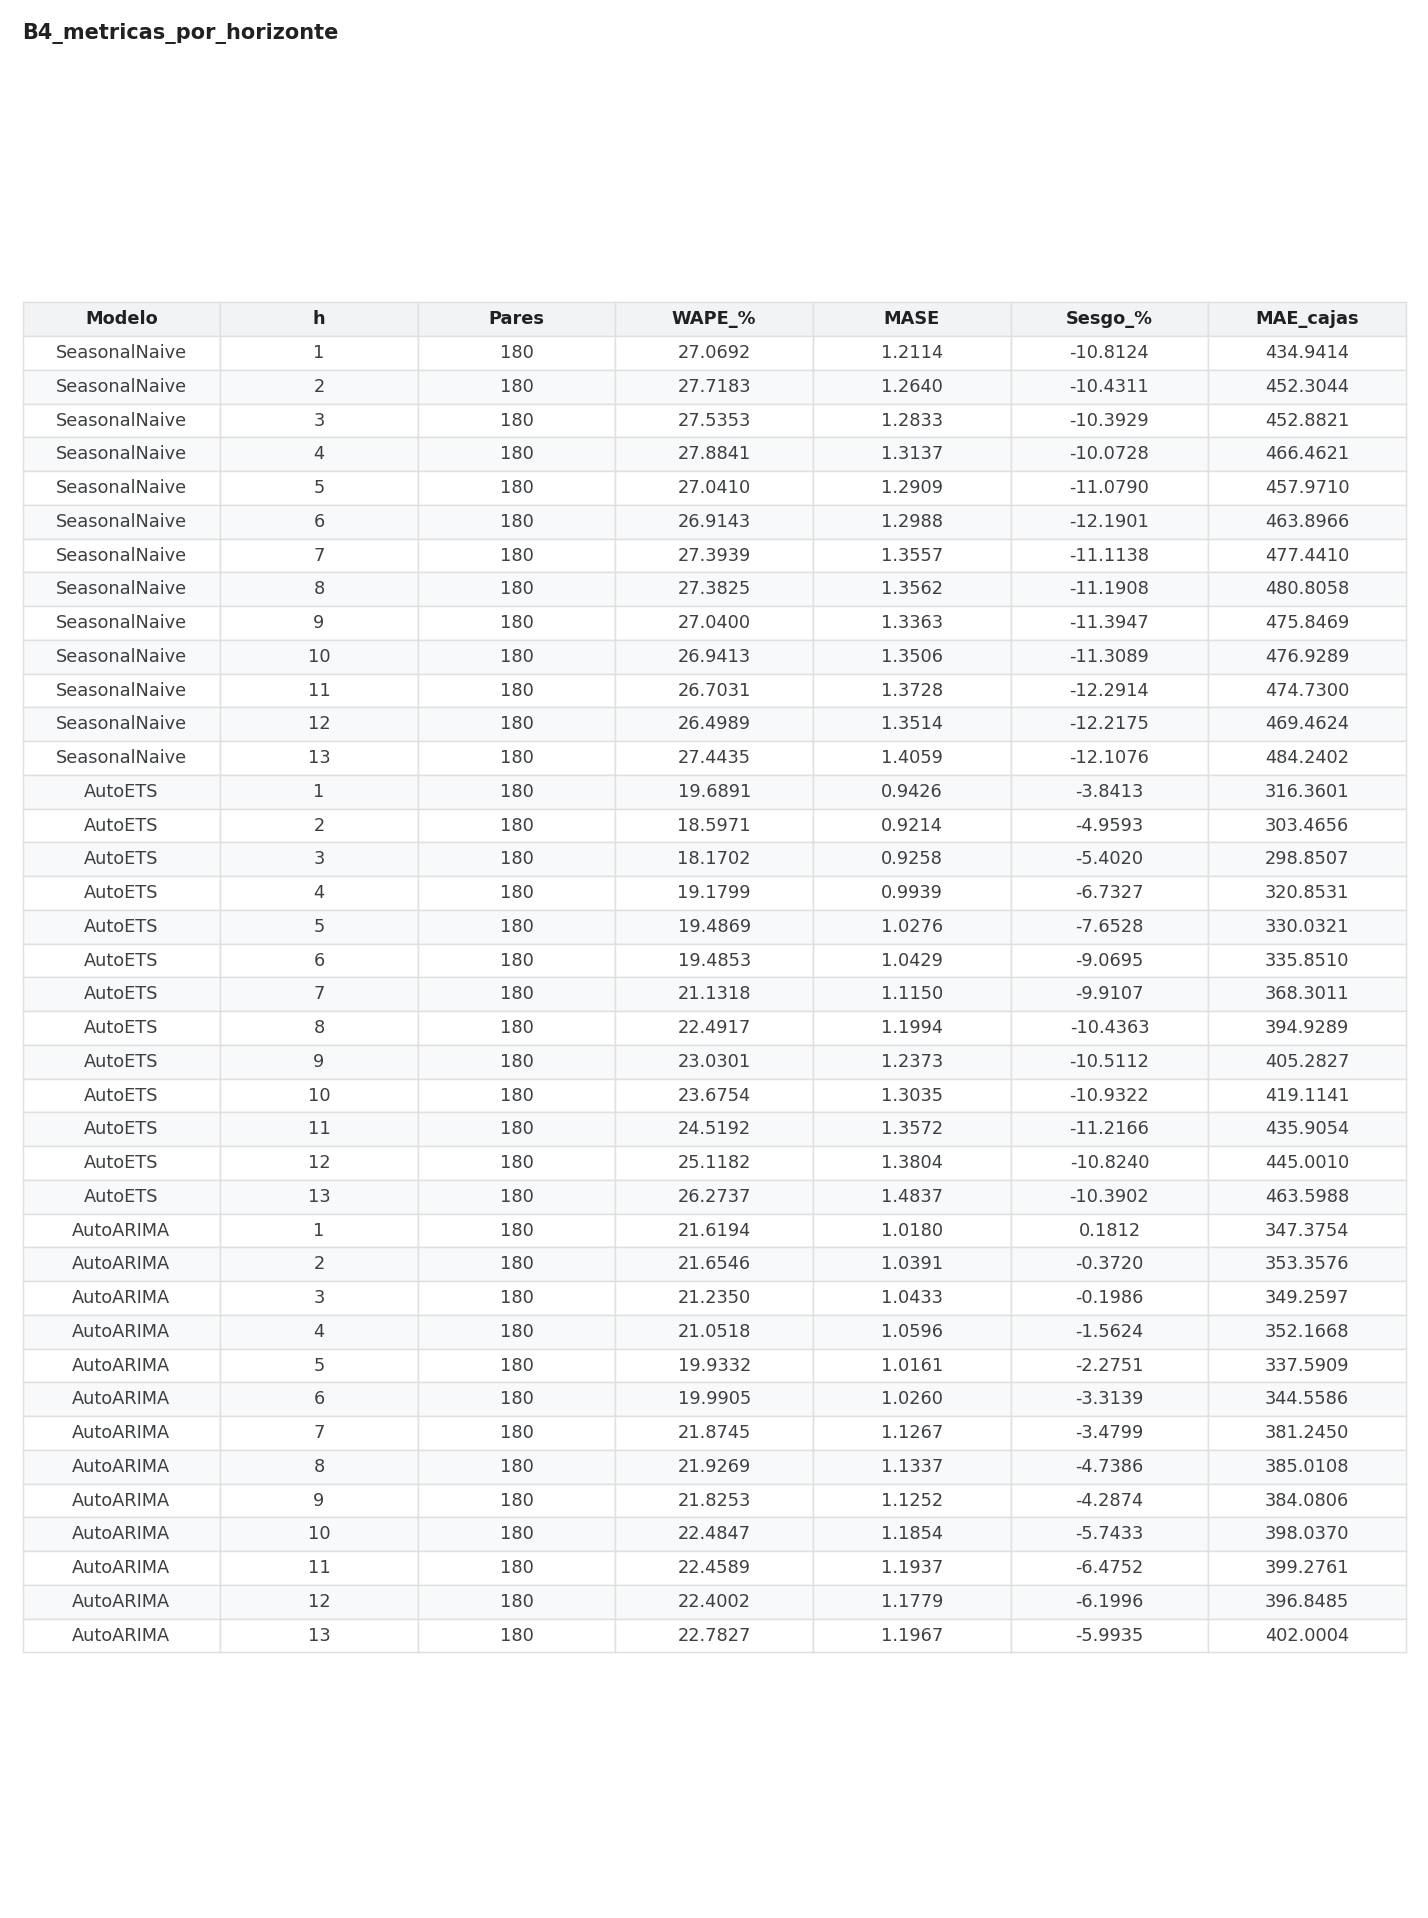 B4_metricas_por_horizonte
Modelo h Pares WAPE_% MASE Sesgo_% MAE_cajas
SeasonalNaive 1 180 27.0692 1.2114 -10.8124 434.9414
SeasonalNaive 2 180 27.7183 1.2640 -10.4311 452.3044
SeasonalNaive 3 180 27.5353 1.2833 -10.3929 452.8821
SeasonalNaive 4 180 27.8841 1.3137 -10.0728 466.4621
SeasonalNaive 5 180 27.0410 1.2909 -11.0790 457.9710
SeasonalNaive 6 180 26.9143 1.2988 -12.1901 463.8966
SeasonalNaive 7 180 27.3939 1.3557 -11.1138 477.4410
SeasonalNaive 8 180 27.3825 1.3562 -11.1908 480.8058
SeasonalNaive 9 180 27.0400 1.3363 -11.3947 475.8469
SeasonalNaive 10 180 26.9413 1.3506 -11.3089 476.9289
SeasonalNaive 11 180 26.7031 1.3728 -12.2914 474.7300
SeasonalNaive 12 180 26.4989 1.3514 -12.2175 469.4624
SeasonalNaive 13 180 27.4435 1.4059 -12.1076 484.2402
AutoETS 1 180 19.6891 0.9426 -3.8413 316.3601
AutoETS 2 180 18.5971 0.9214 -4.9593 303.4656
AutoETS 3 180 18.1702 0.9258 -5.4020 298.8507
AutoETS 4 180 19.1799 0.9939 -6.7327 320.8531
AutoETS 5 180 19.4869 1.0276 -7.6528 330.0321
AutoETS 6 180 19.4853 1.0429 -9.0695 335.8510
AutoETS 7 180 21.1318 1.1150 -9.9107 368.3011
AutoETS 8 180 22.4917 1.1994 -10.4363 394.9289
AutoETS 9 180 23.0301 1.2373 -10.5112 405.2827
AutoETS 10 180 23.6754 1.3035 -10.9322 419.1141
AutoETS 11 180 24.5192 1.3572 -11.2166 435.9054
AutoETS 12 180 25.1182 1.3804 -10.8240 445.0010
AutoETS 13 180 26.2737 1.4837 -10.3902 463.5988
AutoARIMA 1 180 21.6194 1.0180 0.1812 347.3754
AutoARIMA 2 180 21.6546 1.0391 -0.3720 353.3576
AutoARIMA 3 180 21.2350 1.0433 -0.1986 349.2597
AutoARIMA 4 180 21.0518 1.0596 -1.5624 352.1668
AutoARIMA 5 180 19.9332 1.0161 -2.2751 337.5909
AutoARIMA 6 180 19.9905 1.0260 -3.3139 344.5586
AutoARIMA 7 180 21.8745 1.1267 -3.4799 381.2450
AutoARIMA 8 180 21.9269 1.1337 -4.7386 385.0108
AutoARIMA 9 180 21.8253 1.1252 -4.2874 384.0806
AutoARIMA 10 180 22.4847 1.1854 -5.7433 398.0370
AutoARIMA 11 180 22.4589 1.1937 -6.4752 399.2761
AutoARIMA 12 180 22.4002 1.1779 -6.1996 396.8485
AutoARIMA 13 180 22.7827 1.1967 -5.9935 402.0004